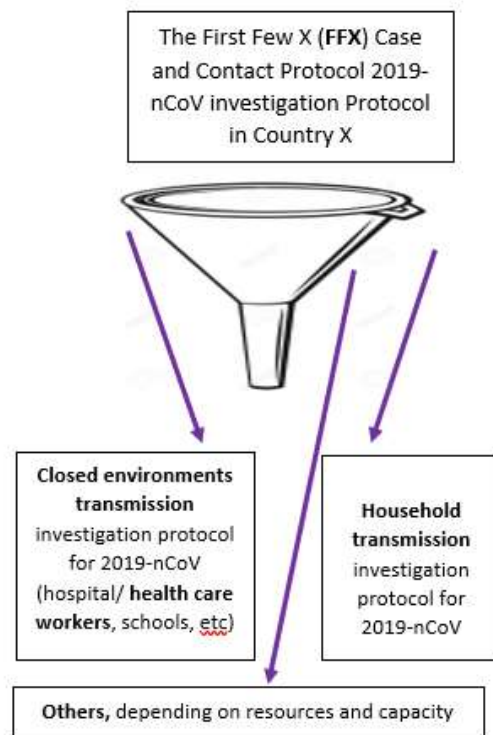 The First Few X (FFX) Case
and Contact Protocol 2019-
nCoV investigation Protocol
in Country X
Closed environments
transmission
investigation protocol
for 2019-nCoV
(hospital/ health care
workers, schools, etc)
Household
transmission
investigation
protocol for
2019-nCoV
Others, depending on resources and capacity